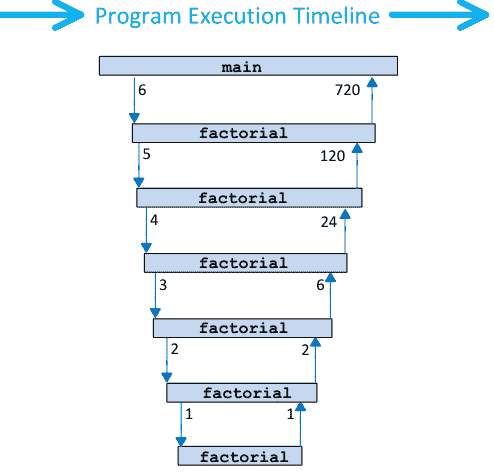 Program Execution Timeline
main
6 720
factorial
5 120
factorial
4 24
factorial
3 6
factorial
2 2
factorial
1 1
factorial